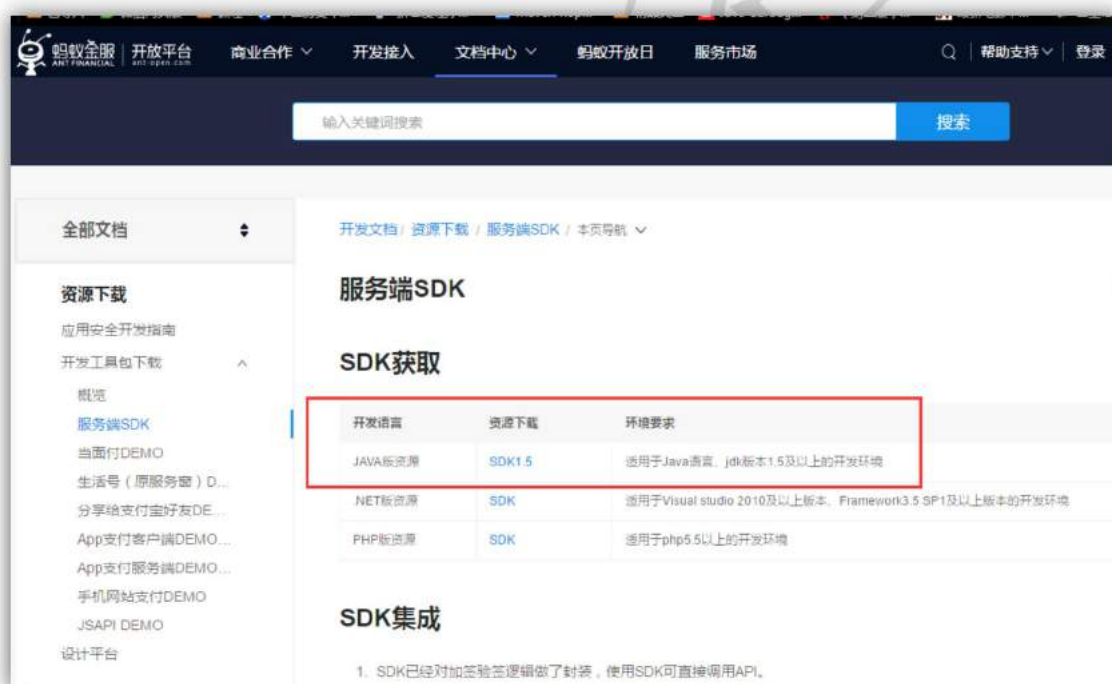 蚂蚁金服 开放平台 商业合作 开发接入 文档中心 蚂蚁开放日 服务市场 帮助支持 登录
ANT FINANCIAL ant-open.com
输入关键词搜索 搜索
全部文档
开发文档 / 资源下载 / 服务端SDK / 本页导航
服务端SDK
资源下载
应用安全开发指南
开发工具包下载
SDK获取
概览
服务端SDK
开发语言 资源下载 环境要求
当面付DEMO
JAVA版资源 SDK1.5 适用于Java语言、jdk版本1.5及以上的开发环境
生活号（原服务窗）D...
.NET版资源 SDK 适用于Visual studio 2010及以上版本、Framework3.5 SP1及以上版本的开发环境
分享给支付宝好友DE...
App支付客户端DEMO...
PHP版资源 SDK 适用于php5.5以上的开发环境
App支付服务端DEMO...
手机网站支付DEMO
JSAPI DEMO
SDK集成
设计平台
1. SDK已经对加签验签逻辑做了封装，使用SDK可直接调用API。